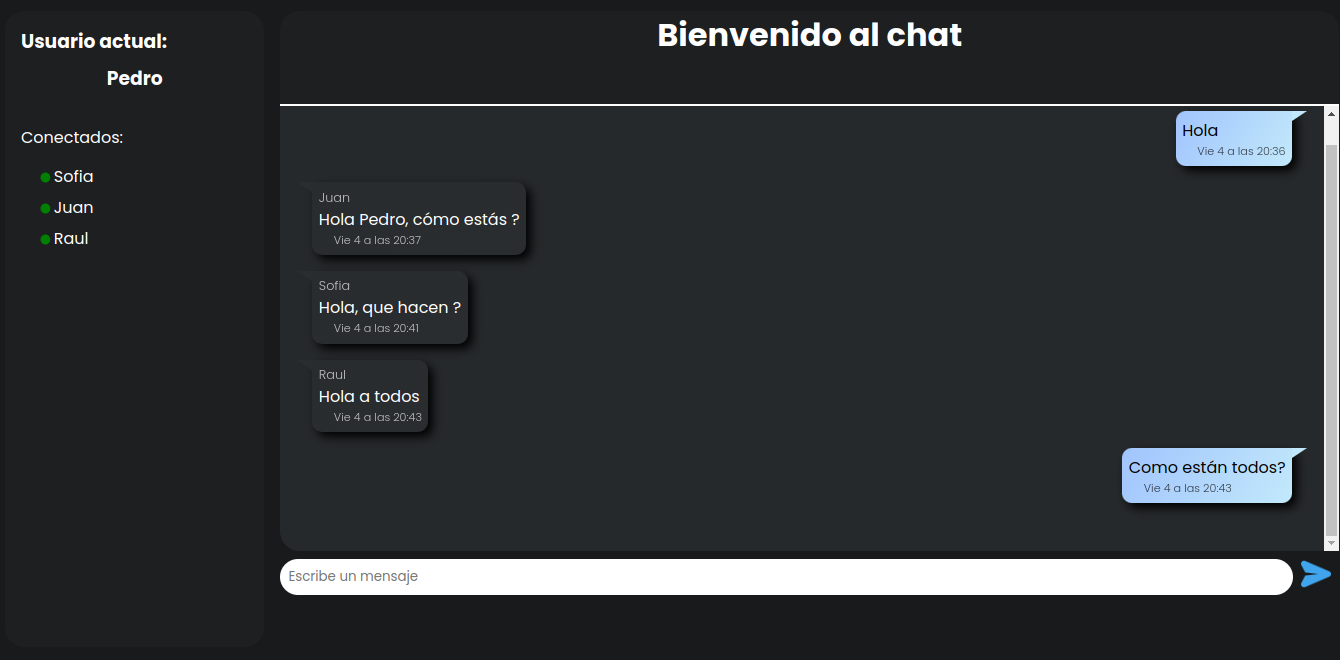 Usuario actual:
Pedro
Conectados:
Sofia
Juan
Raul
Bienvenido al chat
Hola
Vie 4 a las 20:36
Juan
Hola Pedro, cómo estás ?
Vie 4 a las 20:37
Sofia
Hola, que hacen ?
Vie 4 a las 20:41
Raul
Hola a todos
Vie 4 a las 20:43
Como están todos?
Vie 4 a las 20:43
Escribe un mensaje